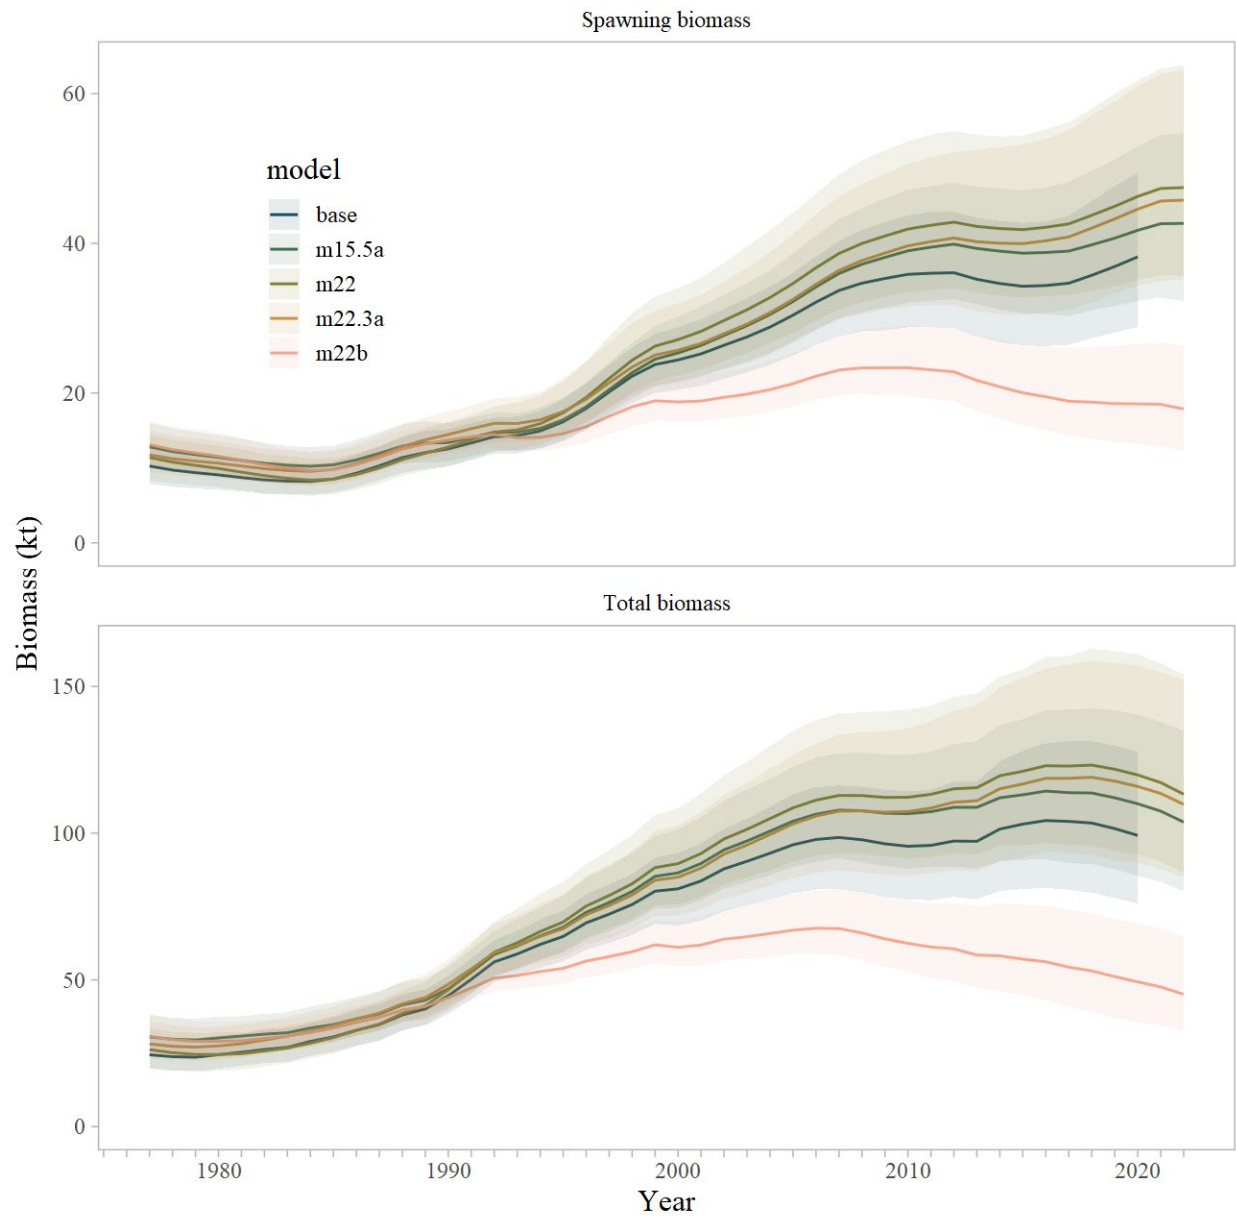 Spawning biomass
60
40
20
0
model
base
m15.5a
m22
m22.3a
m22b
Biomass (kt)
Total biomass
150
100
50
0
1980 1990 2000 2010 2020
Year